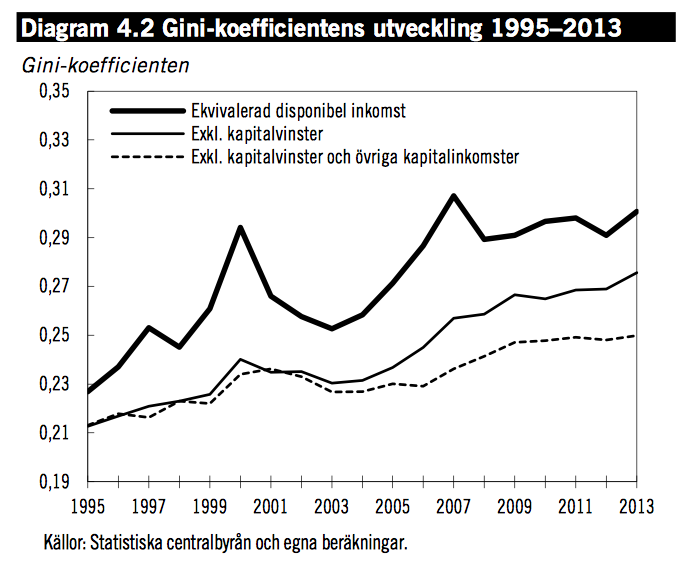 Diagram 4.2 Gini-koefficientens utveckling 1995–2013
Gini-koefficienten
0,35
0,33
0,31
0,29
0,27
0,25
0,23
0,21
0,19
Ekvivalerad disponibel inkomst
Exkl. kapitalvinster
Exkl. kapitalvinster och övriga kapitalinkomster
1995 1997 1999 2001 2003 2005 2007 2009 2011 2013
Källor: Statistiska centralbyrån och egna beräkningar.